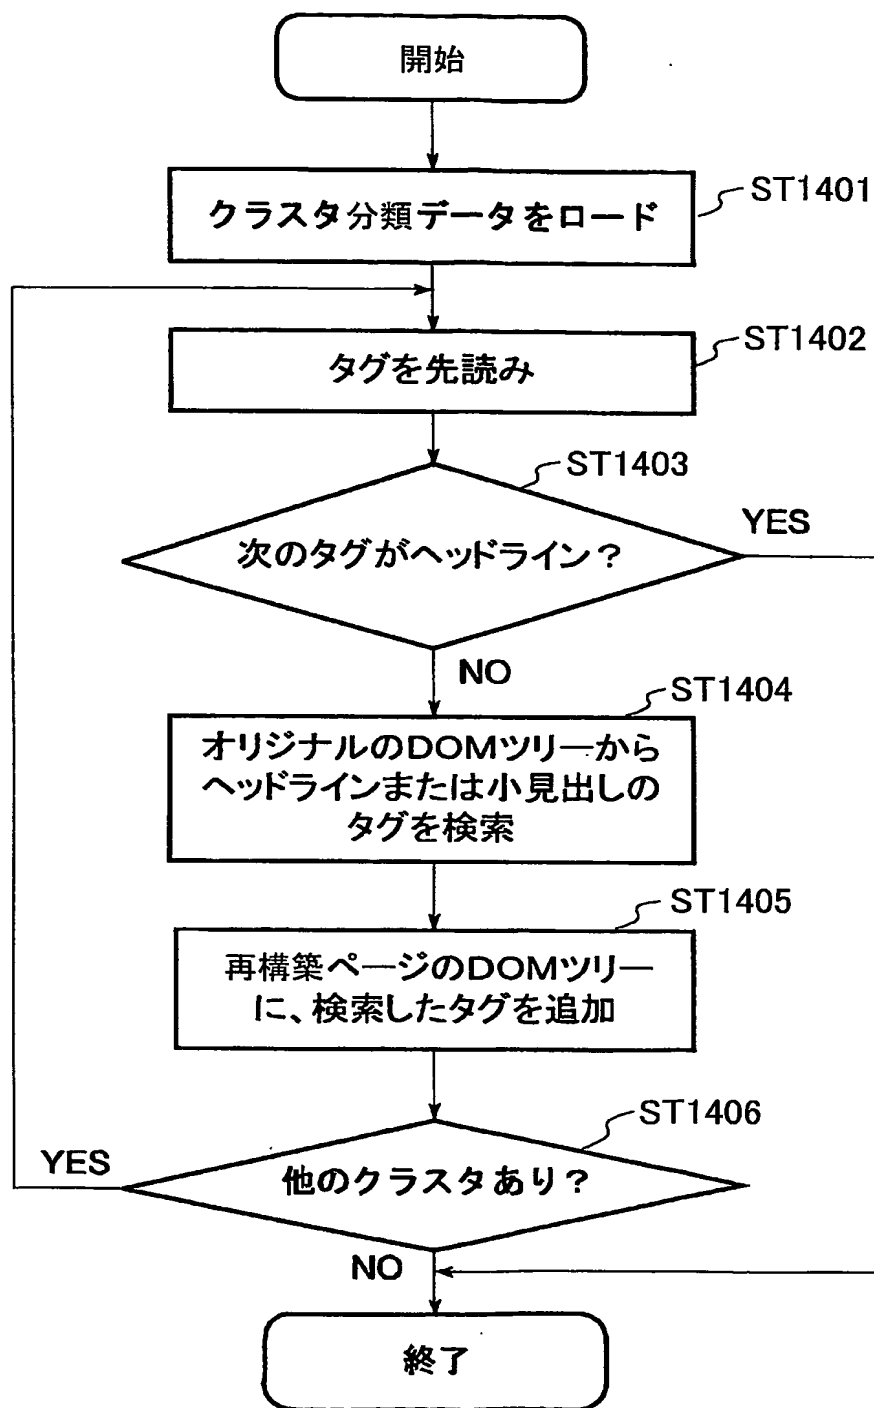 開始
クラスタ分類データをロード
ST1401
タグを先読み
ST1402
ST1403
次のタグがヘッドライン？
YES
NO
ST1404
オリジナルのDOMツリーから
ヘッドラインまたは小見出しの
タグを検索
ST1405
再構築ページのDOMツリー
に、検索したタグを追加
ST1406
YES
他のクラスタあり？
NO
終了